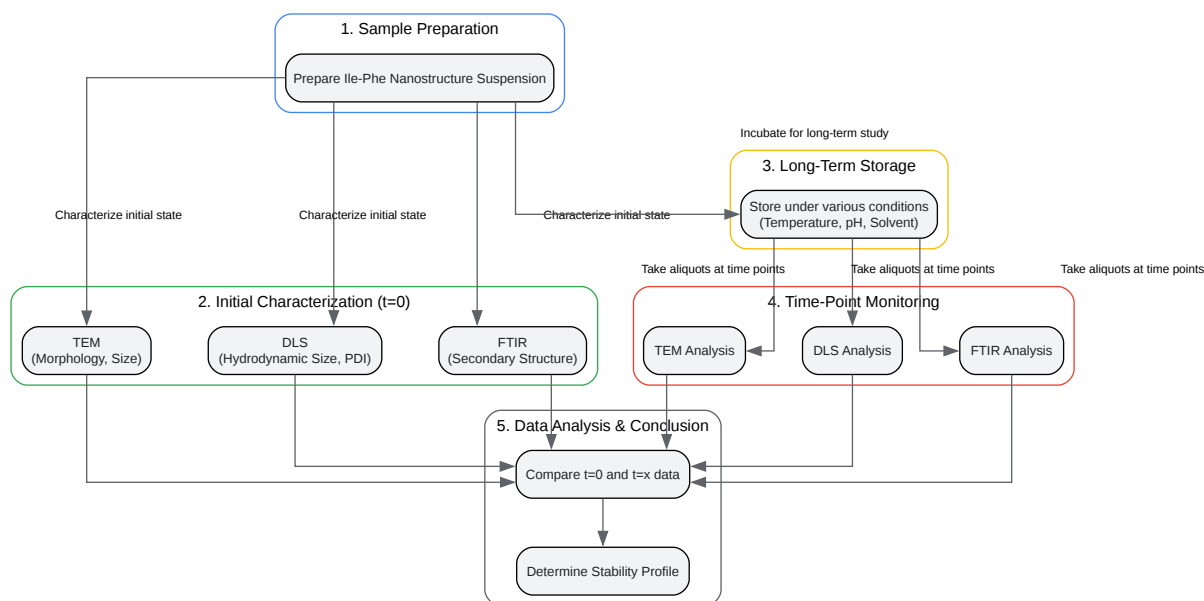 1. Sample Preparation
Prepare Ile-Phe Nanostructure Suspension
Incubate for long-term study
3. Long-Term Storage
Store under various conditions
(Temperature, pH, Solvent)
Characterize initial state
Characterize initial state
Characterize initial state
Take aliquots at time points
Take aliquots at time points
Take aliquots at time points
2. Initial Characterization (t=0)
TEM
(Morphology, Size)
DLS
(Hydrodynamic Size, PDI)
FTIR
(Secondary Structure)
4. Time-Point Monitoring
TEM Analysis
DLS Analysis
FTIR Analysis
5. Data Analysis & Conclusion
Compare t=0 and t=x data
Determine Stability Profile